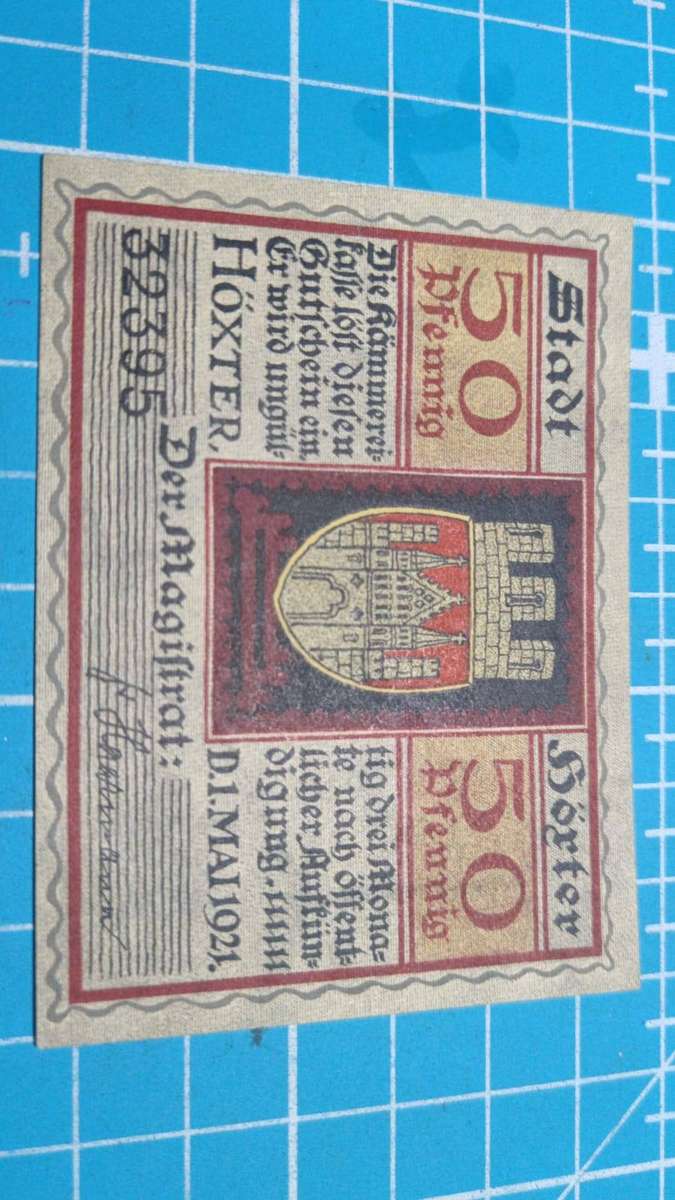 Stadt Höxter
50 Pfennig
50 Pfennig
Die Kämmerei-
kasse löst diesen
Gutschein ein.
Er wird ungül-
tig drei Mona-
te nach öffent-
licher Aufkün-
digung.
HÖXTER, D. 1. MAI 1921.
Der Magistrat:
32395